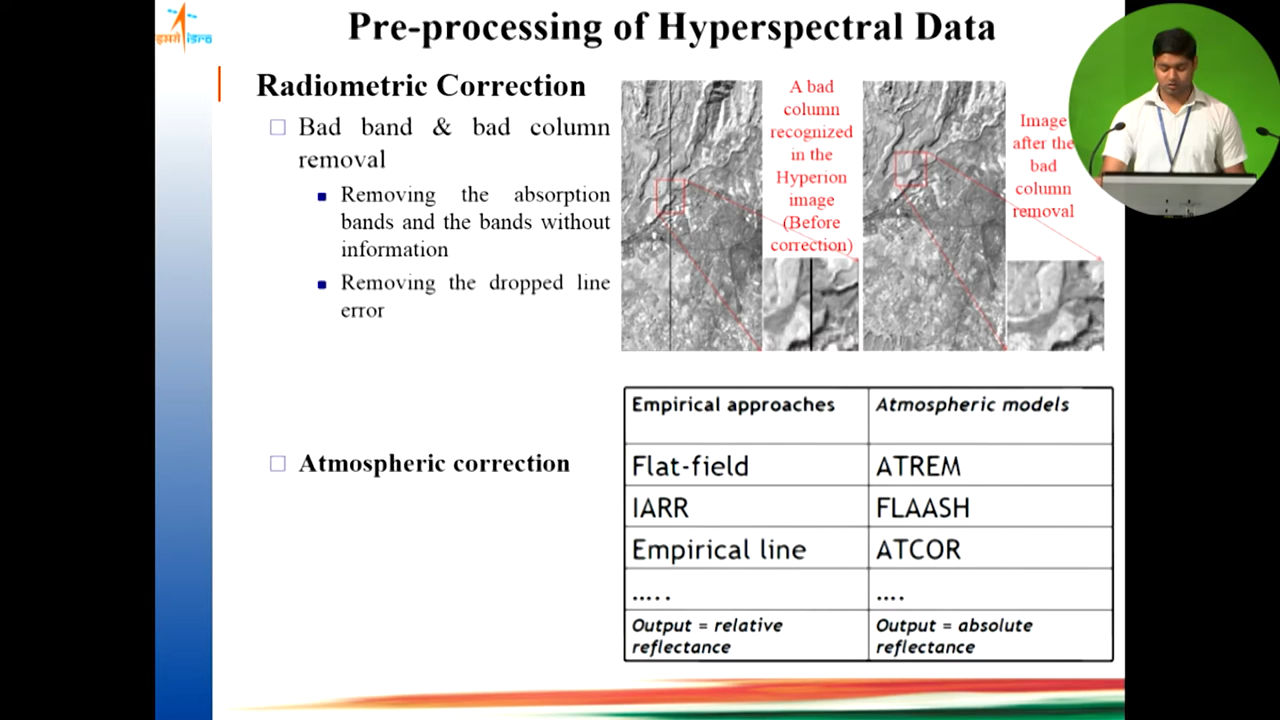 Pre-processing of Hyperspectral Data
इसरो isro
Radiometric Correction
Bad band & bad column
removal
Removing the absorption
bands and the bands without
information
Removing the dropped line
error
A bad
column
recognized
in the
Hyperion
image
(Before
correction)
Image
after the
bad
column
removal
Atmospheric correction
Empirical approaches
Atmospheric models
Flat-field
ATREM
IARR
FLAASH
Empirical line
ATCOR
.....
....
Output = relative
reflectance
Output = absolute
reflectance